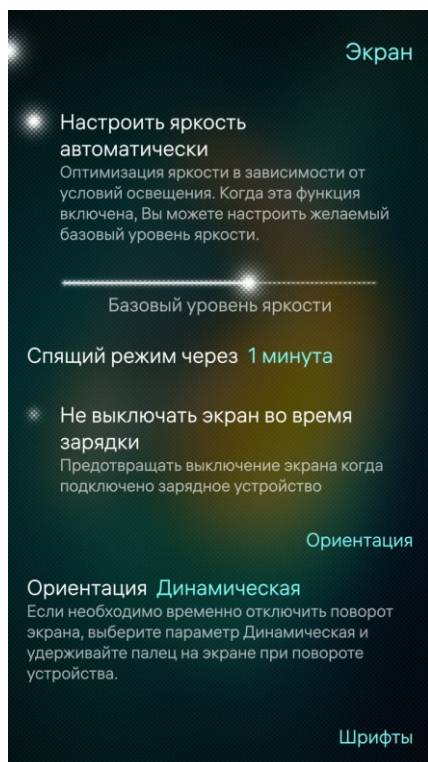 Экран
Настроить яркость
автоматически
Оптимизация яркости в зависимости от
условий освещения. Когда эта функция
включена, Вы можете настроить желаемый
базовый уровень яркости.
Базовый уровень яркости
Спящий режим через 1 минута
Не выключать экран во время
зарядки
Предотвращать выключение экрана когда
подключено зарядное устройство
Ориентация
Ориентация Динамическая
Если необходимо временно отключить поворот
экрана, выберите параметр Динамическая и
удерживайте палец на экране при повороте
устройства.
Шрифты